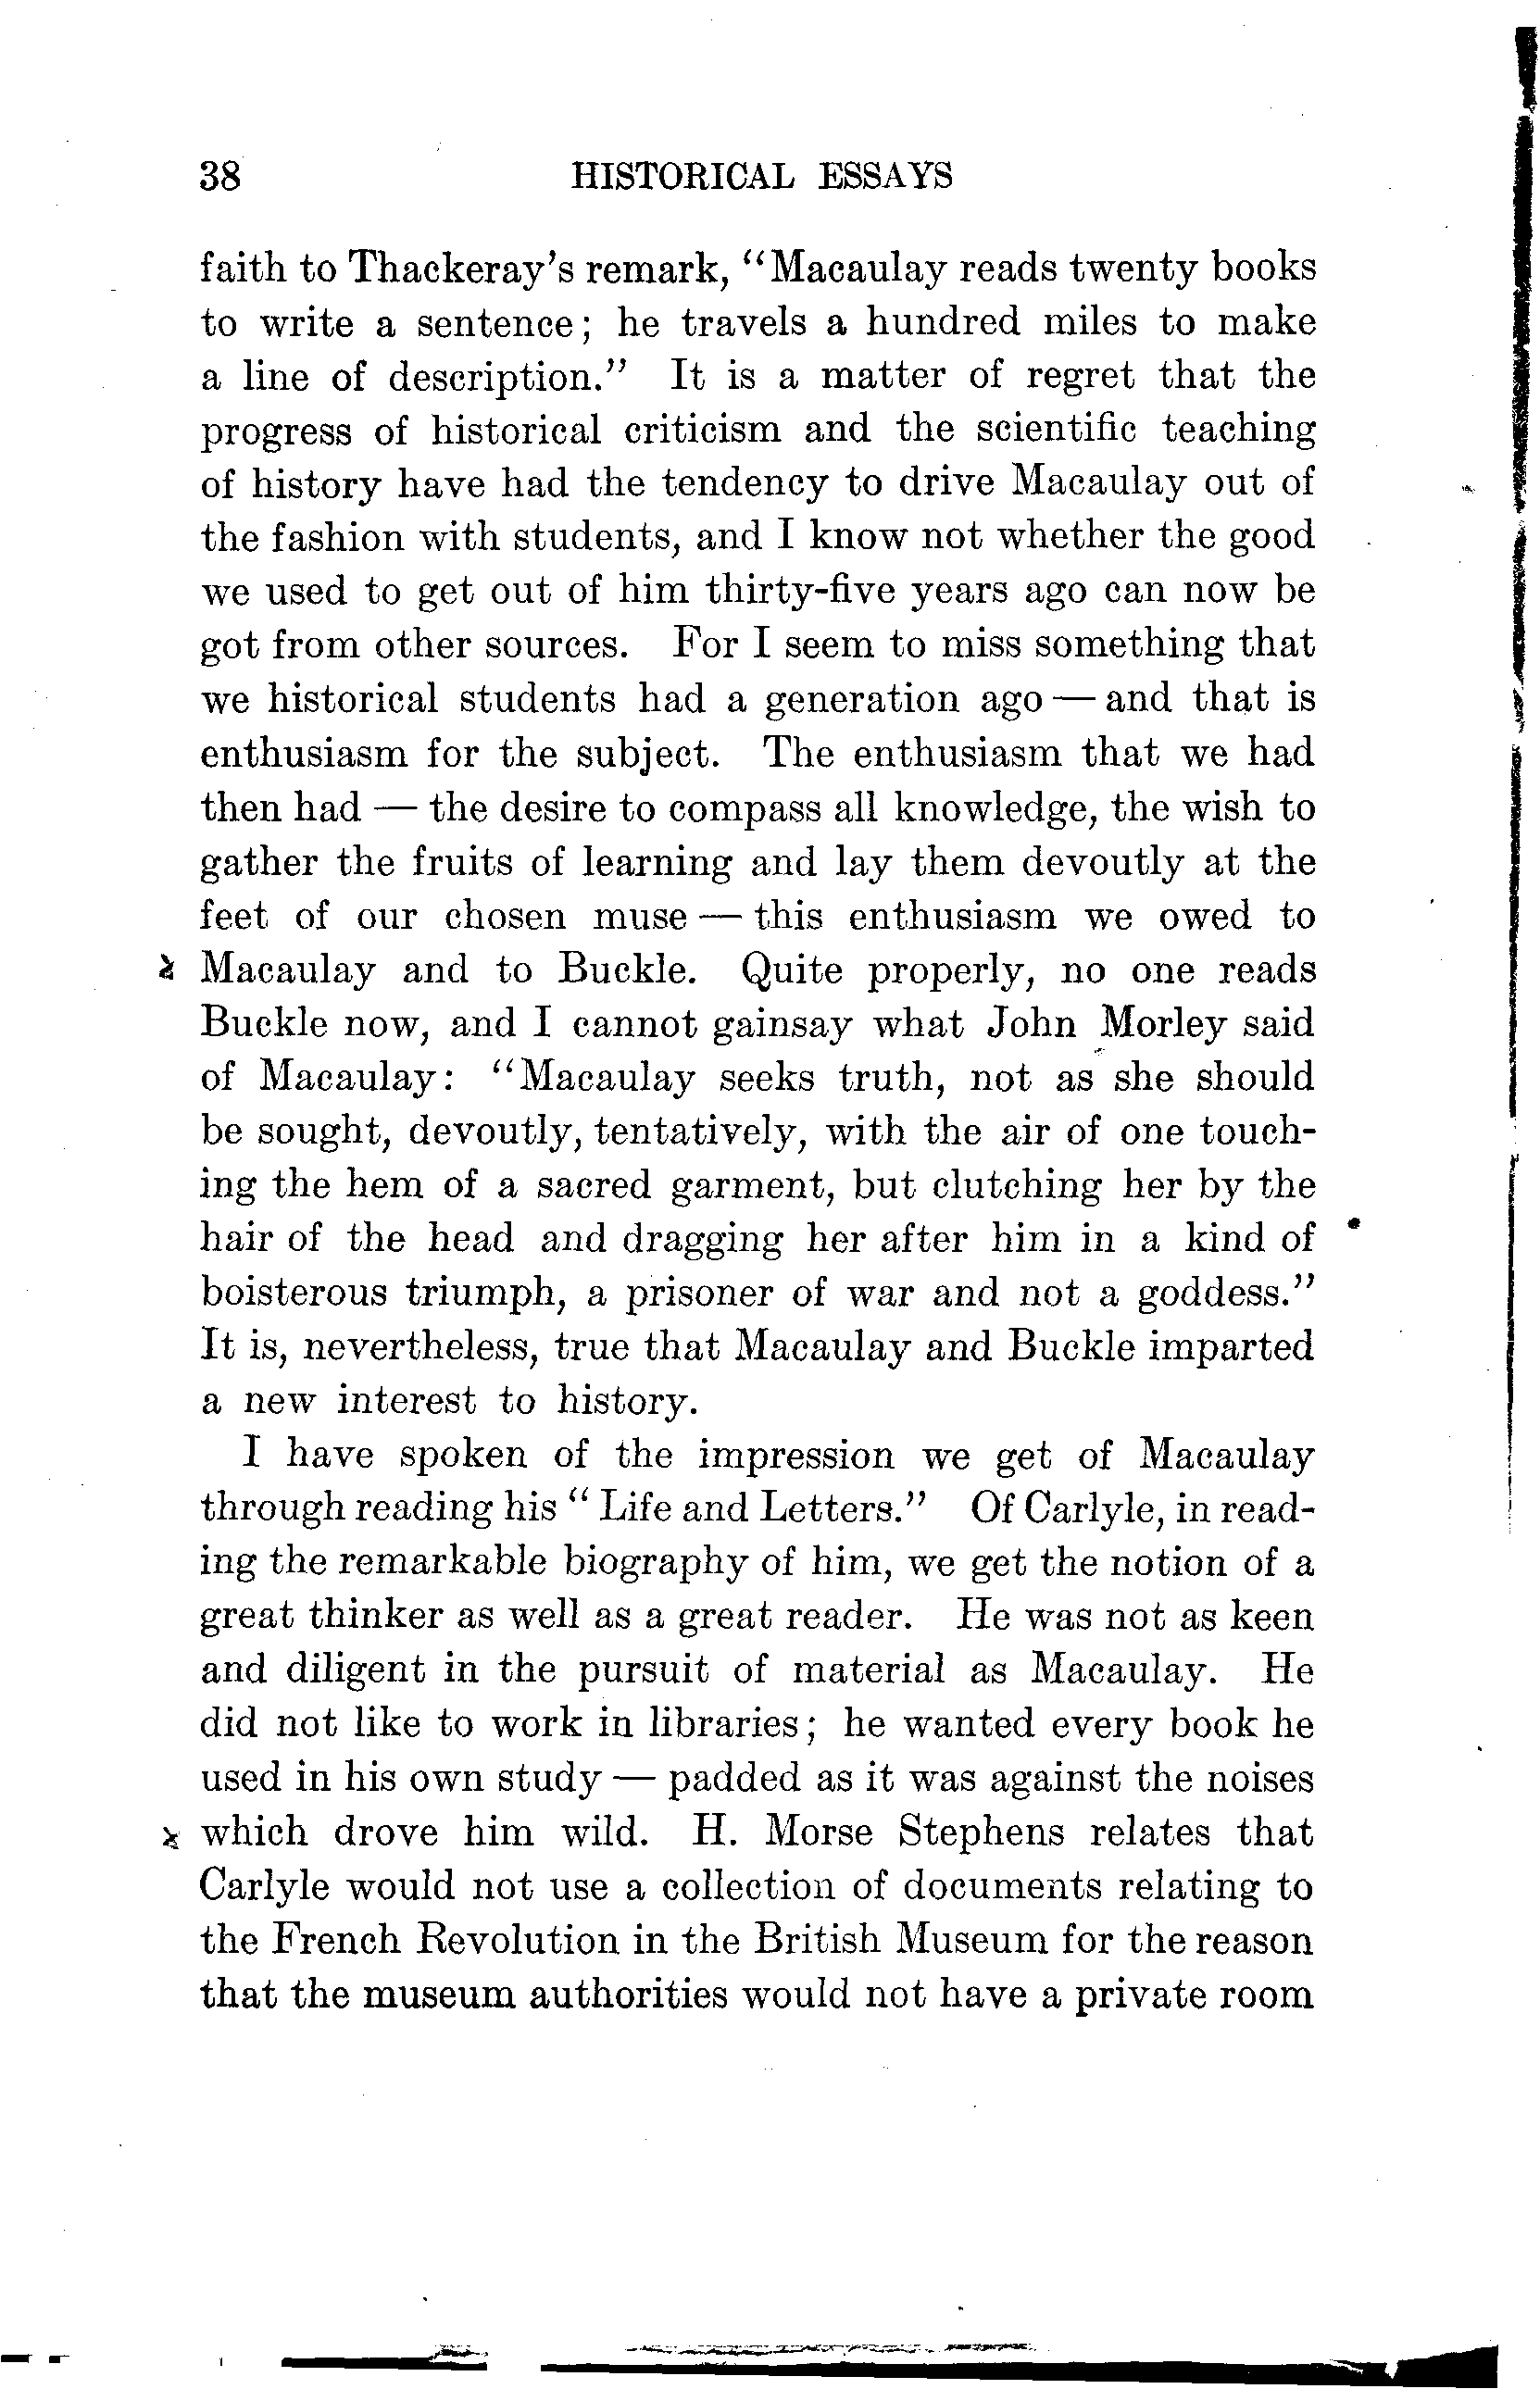 38 HISTORICAL ESSAYS
faith to Thackeray's remark, "Macaulay reads twenty books
to write a sentence; he travels a hundred miles to make
a line of description." It is a matter of regret that the
progress of historical criticism and the scientific teaching
of history have had the tendency to drive Macaulay out of
the fashion with students, and I know not whether the good
we used to get out of him thirty-five years ago can now be
got from other sources. For I seem to miss something that
we historical students had a generation ago — and that is
enthusiasm for the subject. The enthusiasm that we had
then had — the desire to compass all knowledge, the wish to
gather the fruits of learning and lay them devoutly at the
feet of our chosen muse — this enthusiasm we owed to
Macaulay and to Buckle. Quite properly, no one reads
Buckle now, and I cannot gainsay what John Morley said
of Macaulay: "Macaulay seeks truth, not as she should
be sought, devoutly, tentatively, with the air of one touch-
ing the hem of a sacred garment, but clutching her by the
hair of the head and dragging her after him in a kind of
boisterous triumph, a prisoner of war and not a goddess."
It is, nevertheless, true that Macaulay and Buckle imparted
a new interest to history.
I have spoken of the impression we get of Macaulay
through reading his "Life and Letters." Of Carlyle, in read-
ing the remarkable biography of him, we get the notion of a
great thinker as well as a great reader. He was not as keen
and diligent in the pursuit of material as Macaulay. He
did not like to work in libraries; he wanted every book he
used in his own study — padded as it was against the noises
which drove him wild. H. Morse Stephens relates that
Carlyle would not use a collection of documents relating to
the French Revolution in the British Museum for the reason
that the museum authorities would not have a private room